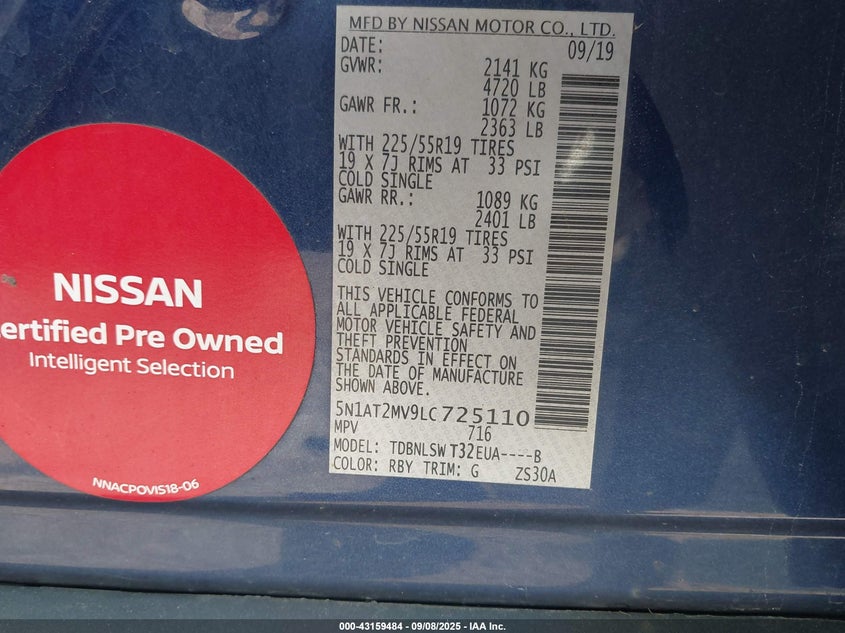 MFD BY NISSAN MOTOR CO., LTD.
DATE: 09/19
GVWR: 2141 KG
4720 LB
GAWR FR.: 1072 KG
2363 LB
WITH 225/55R19 TIRES
19 X 7J RIMS AT 33 PSI
COLD SINGLE
GAWR RR.: 1089 KG
2401 LB
WITH 225/55R19 TIRES
19 X 7J RIMS AT 33 PSI
COLD SINGLE
THIS VEHICLE CONFORMS TO
ALL APPLICABLE FEDERAL
MOTOR VEHICLE SAFETY AND
THEFT PREVENTION
STANDARDS IN EFFECT ON
THE DATE OF MANUFACTURE
SHOWN ABOVE.
5N1AT2MV9LC725110
MPV 716
MODEL: TDBNLSW T32EUA----B
COLOR: RBY TRIM: G ZS30A
NISSAN
ertified Pre Owned
Intelligent Selection
NNACPOVIS18-06
000-43159484 - 09/08/2025 - IAA Inc.